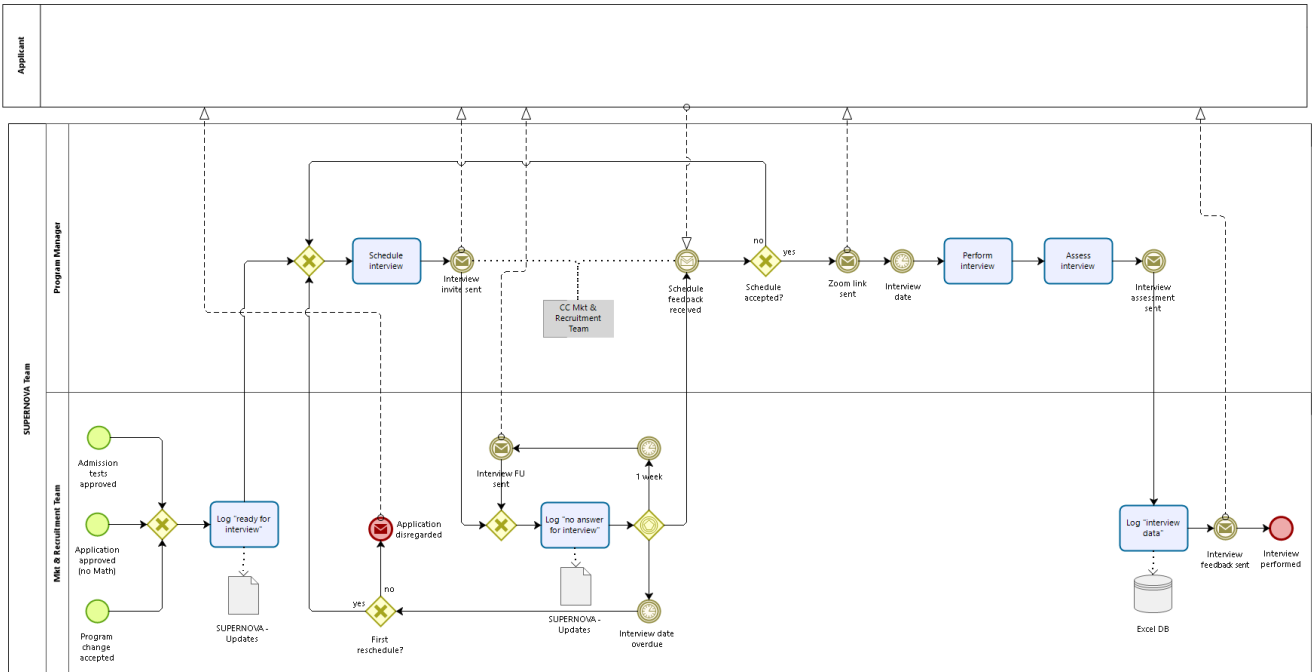 Applicant
SUPERNOVA Team
Program Manager
no
yes
Schedule
interview
Interview
invite sent
CC Mkt &
Recruitment
Team
Schedule
feedback
received
Schedule
accepted?
Zoom link
sent
Interview
date
Perform
interview
Assess
interview
Interview
assessment
sent
Mkt & Recruitment Team
Admission
tests
approved
Application
approved
(no Math)
Program
change
accepted
Log "ready for
interview"
SUPERNOVA -
Updates
Application
disregarded
no
yes
First
reschedule?
Interview FU
sent
1 week
Log "no answer
for interview"
SUPERNOVA -
Updates
Interview date
overdue
Log "interview
data"
Excel DB
Interview
feedback sent
Interview
performed